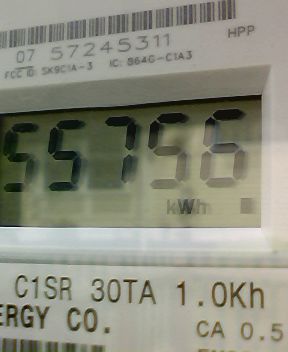 HPP
07 57245311
FCC ID: SK9C1A-3 IC: 864G-C1A3
55756
kWh
C1SR 30TA 1.0Kh
ERGY CO.
CA 0.5